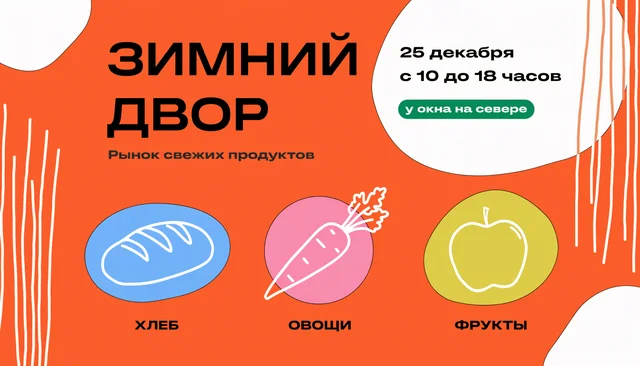 ЗИМНИЙ
ДВОР
Рынок свежих продуктов
25 декабря
с 10 до 18 часов
у окна на севере
ХЛЕБ
ОВОЩИ
ФРУКТЫ